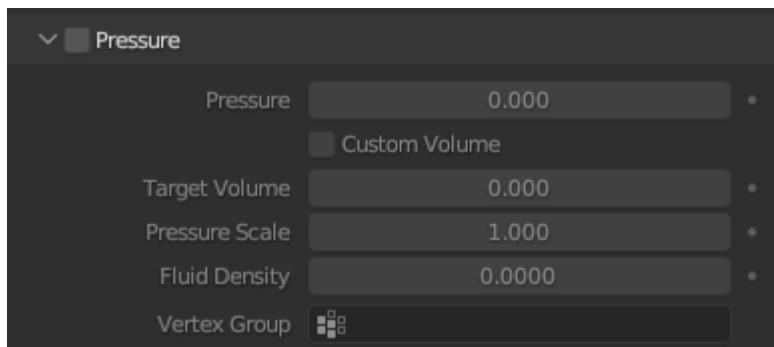 Pressure
Pressure 0.000
Custom Volume
Target Volume 0.000
Pressure Scale 1.000
Fluid Density 0.0000
Vertex Group